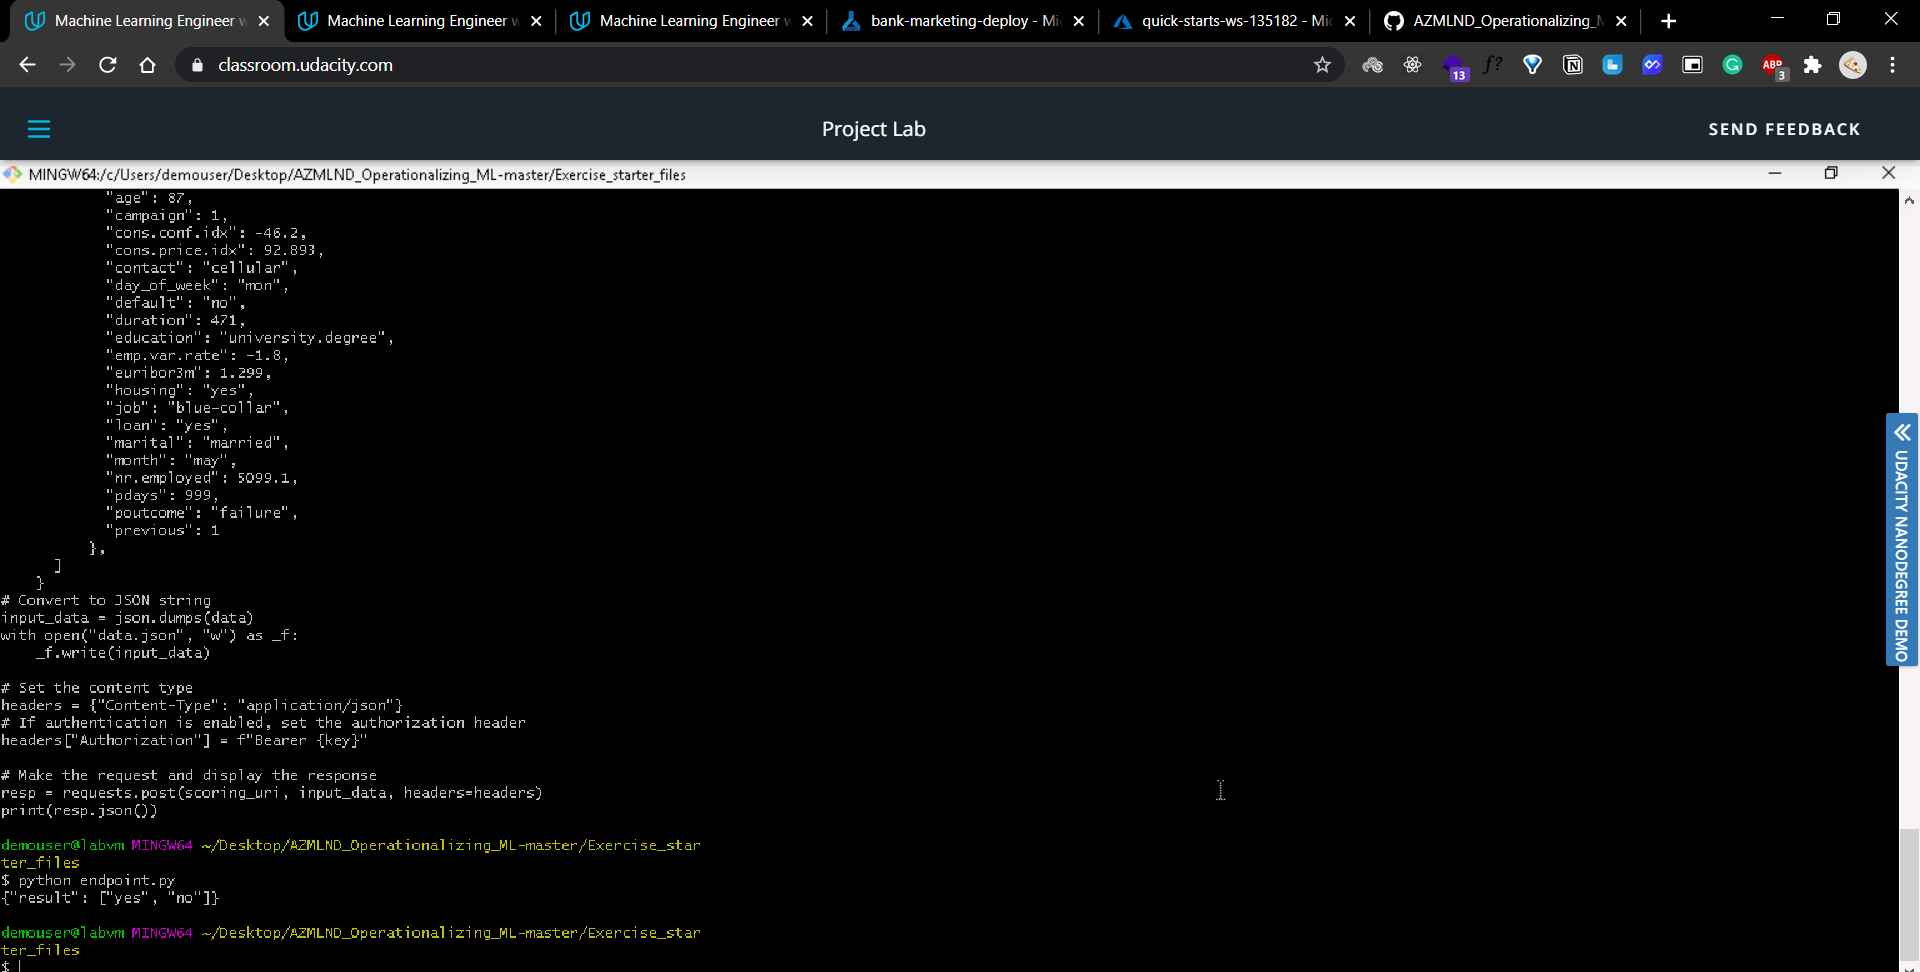 Machine Learning Engineer w
Machine Learning Engineer w
Machine Learning Engineer w
bank-marketing-deploy - Mi
quick-starts-ws-135182 - Mic
AZMLND_Operationalizing_M
classroom.udacity.com
13
f?
ABP
3
Project Lab
SEND FEEDBACK
MINGW64:/c/Users/demouser/Desktop/AZMLND_Operationalizing_ML-master/Exercise_starter_files
"age": 87,
"campaign": 1,
"cons.conf.idx": -46.2,
"cons.price.idx": 92.893,
"contact": "cellular",
"day_of_week": "mon",
"default": "no",
"duration": 471,
"education": "university.degree",
"emp.var.rate": -1.8,
"euribor3m": 1.299,
"housing": "yes",
"job": "blue-collar",
"loan": "yes",
"marital": "married",
"month": "may",
"nr.employed": 5099.1,
"pdays": 999,
"poutcome": "failure",
"previous": 1
},
]
}
# Convert to JSON string
input_data = json.dumps(data)
with open("data.json", "w") as _f:
_f.write(input_data)
# Set the content type
headers = {"Content-Type": "application/json"}
# If authentication is enabled, set the authorization header
headers["Authorization"] = f"Bearer {key}"
# Make the request and display the response
resp = requests.post(scoring_uri, input_data, headers=headers)
print(resp.json())
demouser@labvm MINGW64 ~/Desktop/AZMLND_Operationalizing_ML-master/Exercise_star
ter_files
$ python endpoint.py
{"result": ["yes", "no"]}
demouser@labvm MINGW64 ~/Desktop/AZMLND_Operationalizing_ML-master/Exercise_star
ter_files
$
UDACITY NANODEGREE DEMO